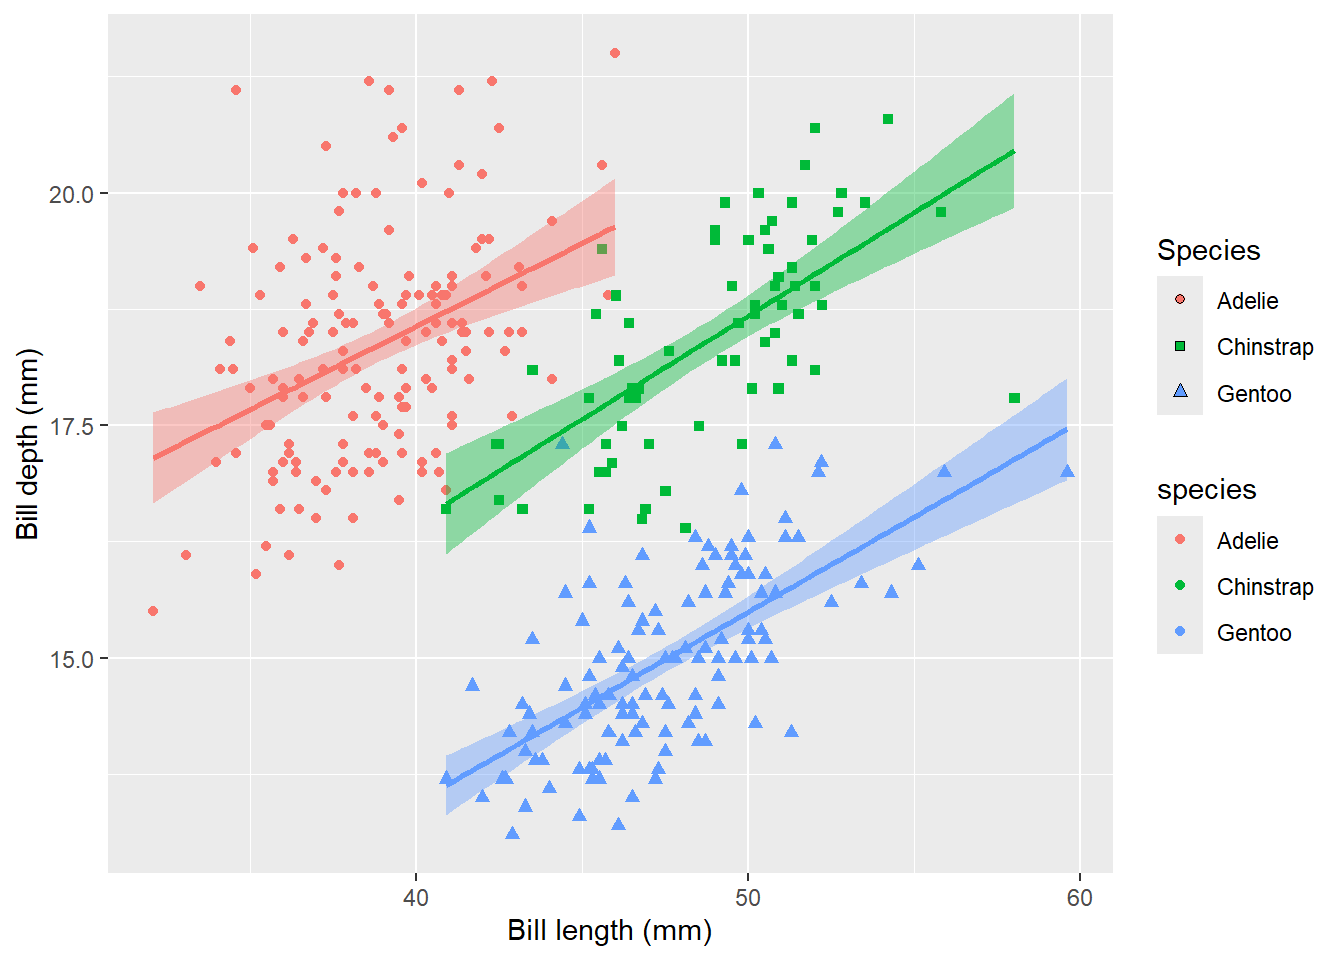 20.0
17.5
15.0
Bill depth (mm)
40
50
60
Bill length (mm)
Species
Adelie
Chinstrap
Gentoo
species
Adelie
Chinstrap
Gentoo